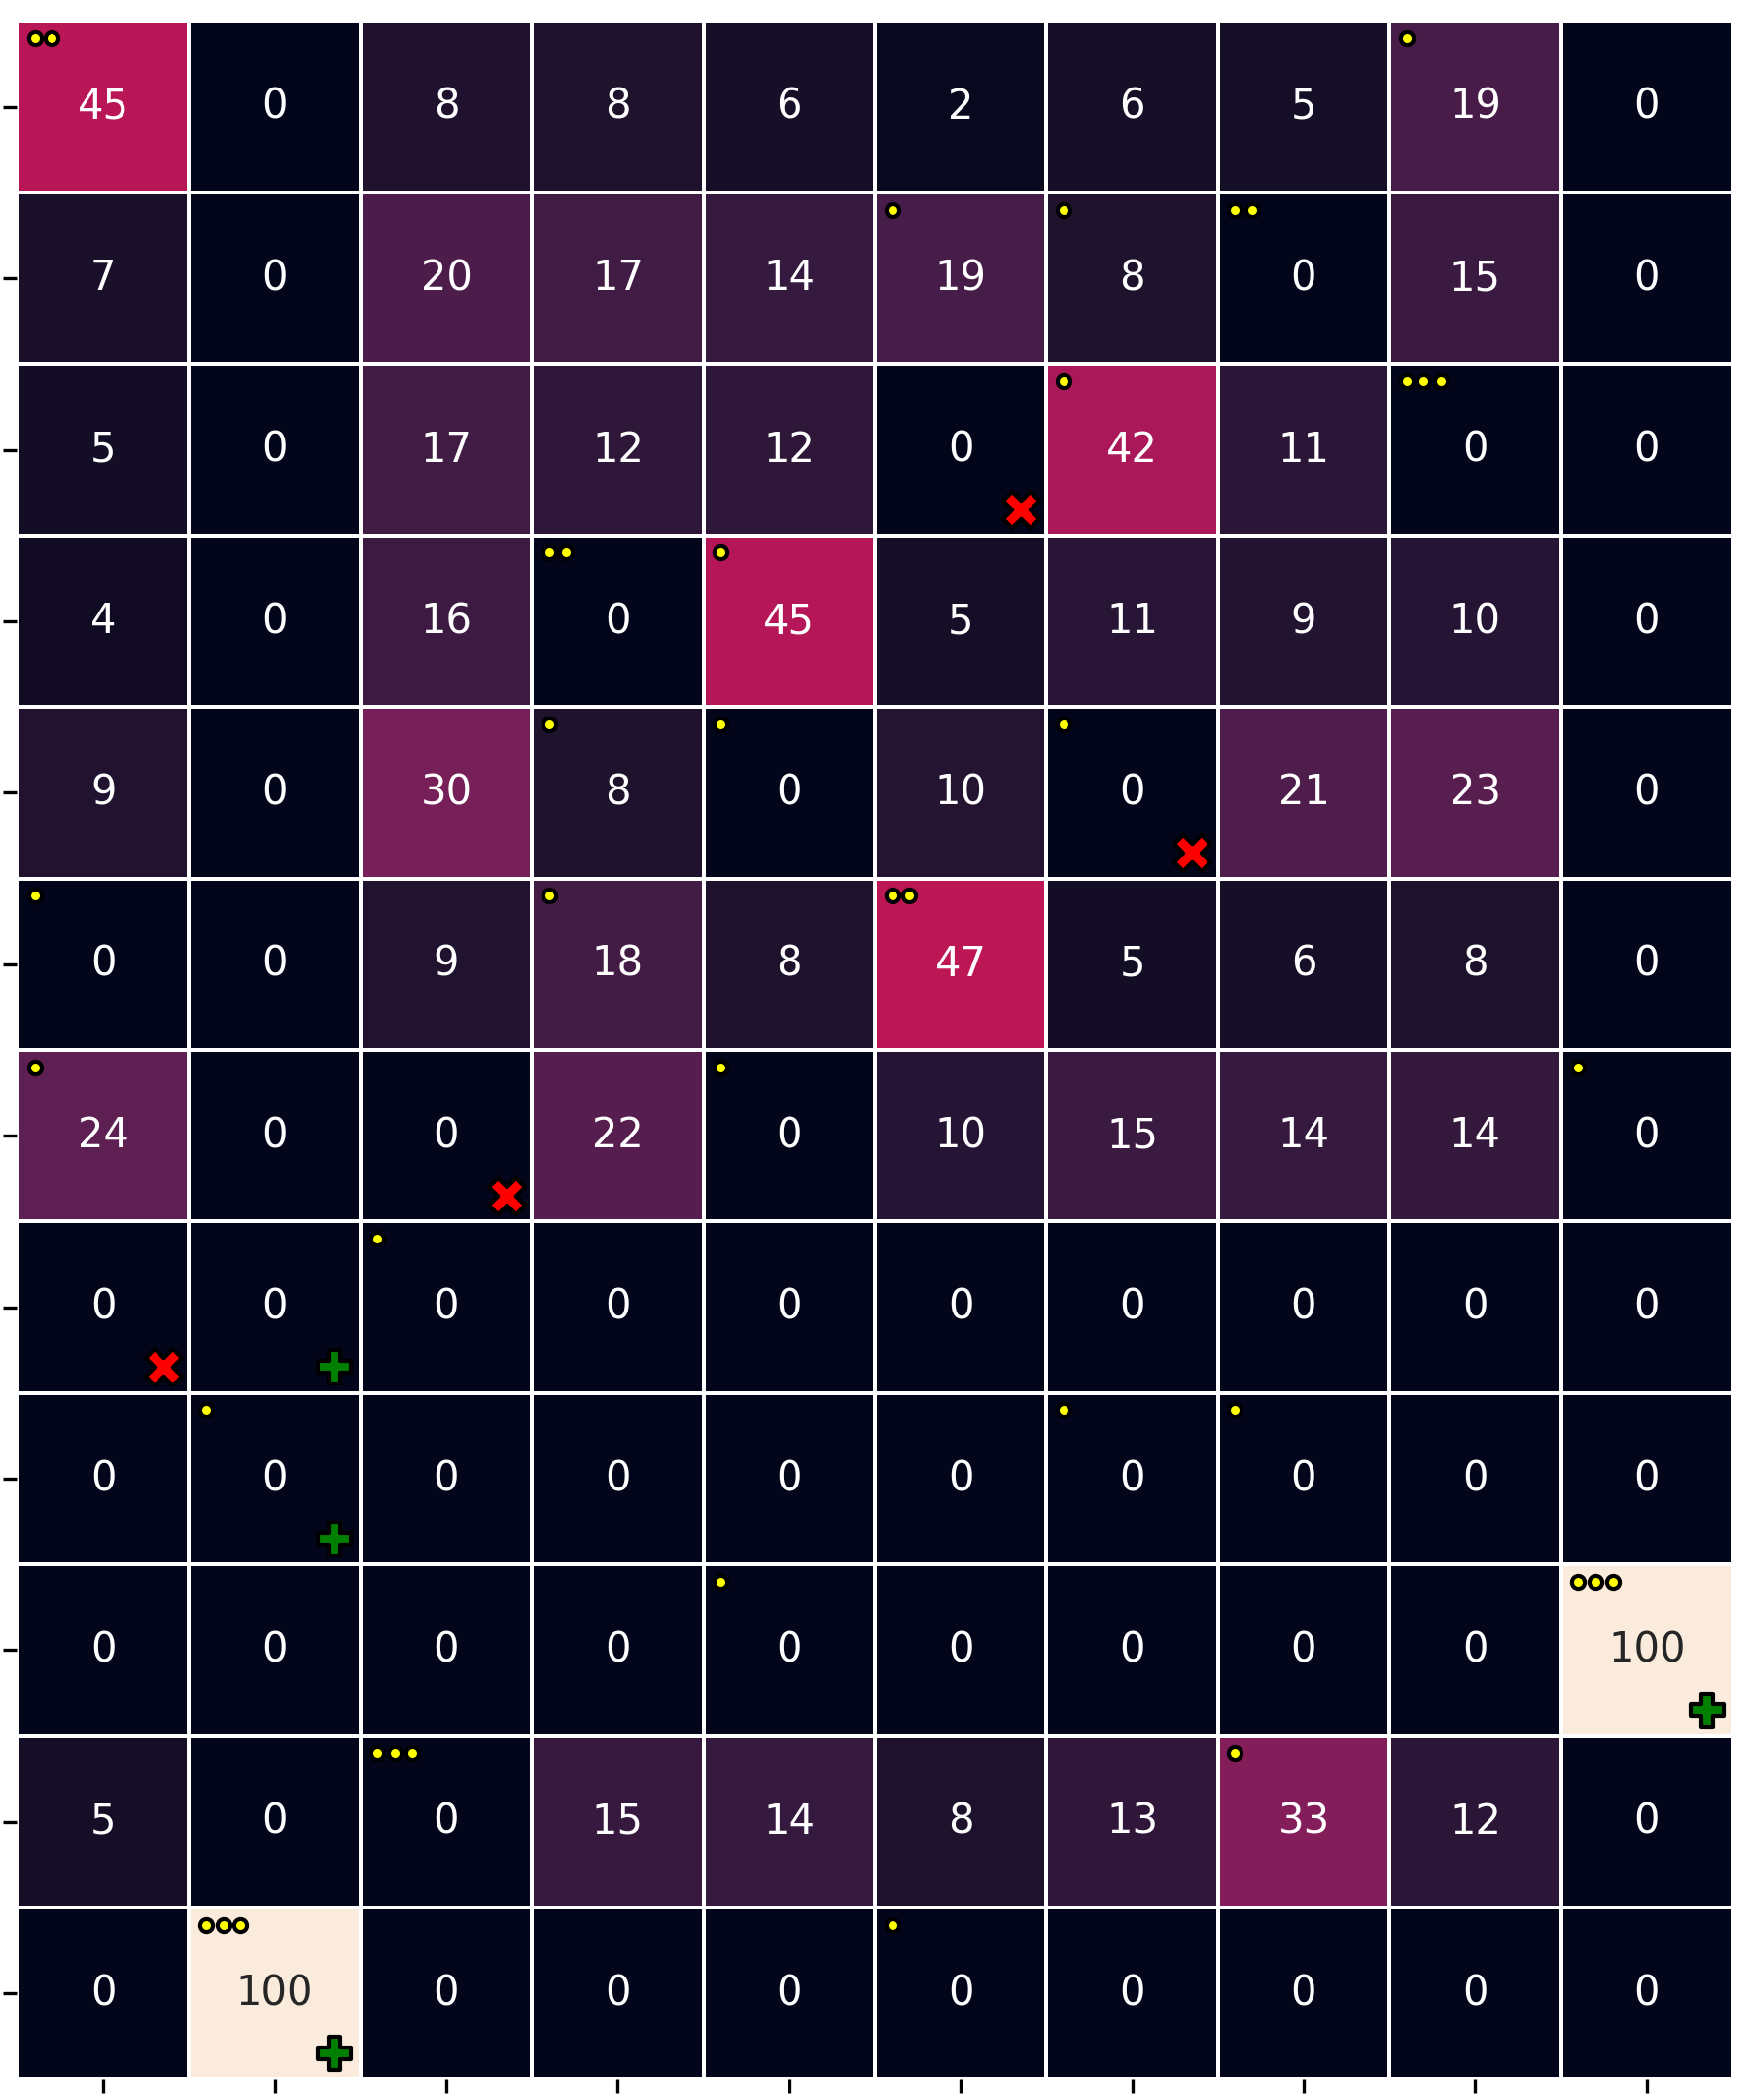 45 0 8 8 6 2 6 5 19 0
7 0 20 17 14 19 8 0 15 0
5 0 17 12 12 0 42 11 0 0
4 0 16 0 45 5 11 9 10 0
9 0 30 8 0 10 0 21 23 0
0 0 9 18 8 47 5 6 8 0
24 0 0 22 0 10 15 14 14 0
0 0 0 0 0 0 0 0 0 0
0 0 0 0 0 0 0 0 0 0
0 0 0 0 0 0 0 0 0 100
5 0 0 15 14 8 13 33 12 0
0 100 0 0 0 0 0 0 0 0